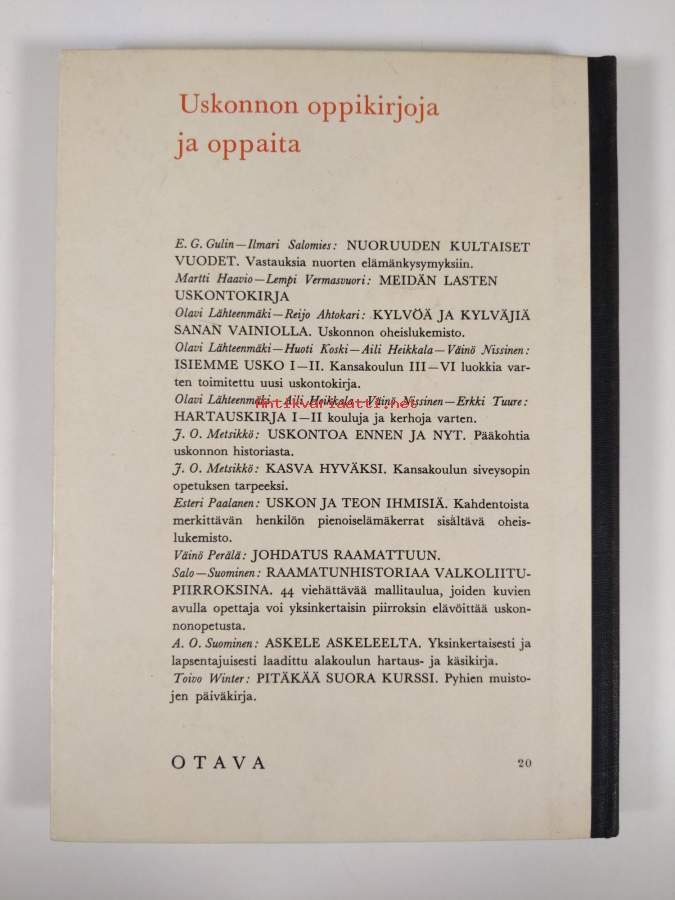 Uskonnon oppikirjoja
ja oppaita
E. G. Gulin—Ilmari Salomies: NUORUUDEN KULTAISET
VUODET. Vastauksia nuorten elämänkysymyksiin.
Martti Haavio—Lempi Vermasvuori: MEIDÄN LASTEN
USKONTOKIRJA
Olavi Lähteenmäki—Reijo Ahtokari: KYLVÖÄ JA KYLVÄJIÄ
SANAN VAINIOLLA. Uskonnon oheislukemisto.
Olavi Lähteenmäki—Huoti Koski—Aili Heikkala—Väinö Nissinen:
ISIEMME USKO I—II. Kansakoulun III—VI luokkia var-
ten toimitettu uusi uskontokirja.
Olavi Lähteenmäki—Aili Heikkala—Väinö Nissinen—Erkki Tuure:
Antikvariaatti.net
HARTAUSKIRJA I—II kouluja ja kerhoja varten.
J. O. Metsikkö: USKONTOA ENNEN JA NYT. Pääkohtia
uskonnon historiasta.
J. O. Metsikkö: KASVA HYVÄKSI. Kansakoulun siveysopin
opetuksen tarpeeksi.
Esteri Paalanen: USKON JA TEON IHMISIÄ. Kahdentoista
merkittävän henkilön pienoiselämäkerrat sisältävä oheis-
lukemisto.
Väinö Perälä: JOHDATUS RAAMATTUUN.
Salo—Suominen: RAAMATUNHISTORIAA VALKOLIITU-
PIIRROKSINA. 44 viehättävää mallitaulua, joiden kuvien
avulla opettaja voi yksinkertaisin piirroksin elävöittää uskon-
nonopetusta.
A. O. Suominen: ASKELE ASKELEELTA. Yksinkertaisesti ja
lapsentajuisesti laadittu alakoulun hartaus- ja käsikirja.
Toivo Winter: PITÄKÄÄ SUORA KURSSI. Pyhien muisto-
jen päiväkirja.
OTAVA 20